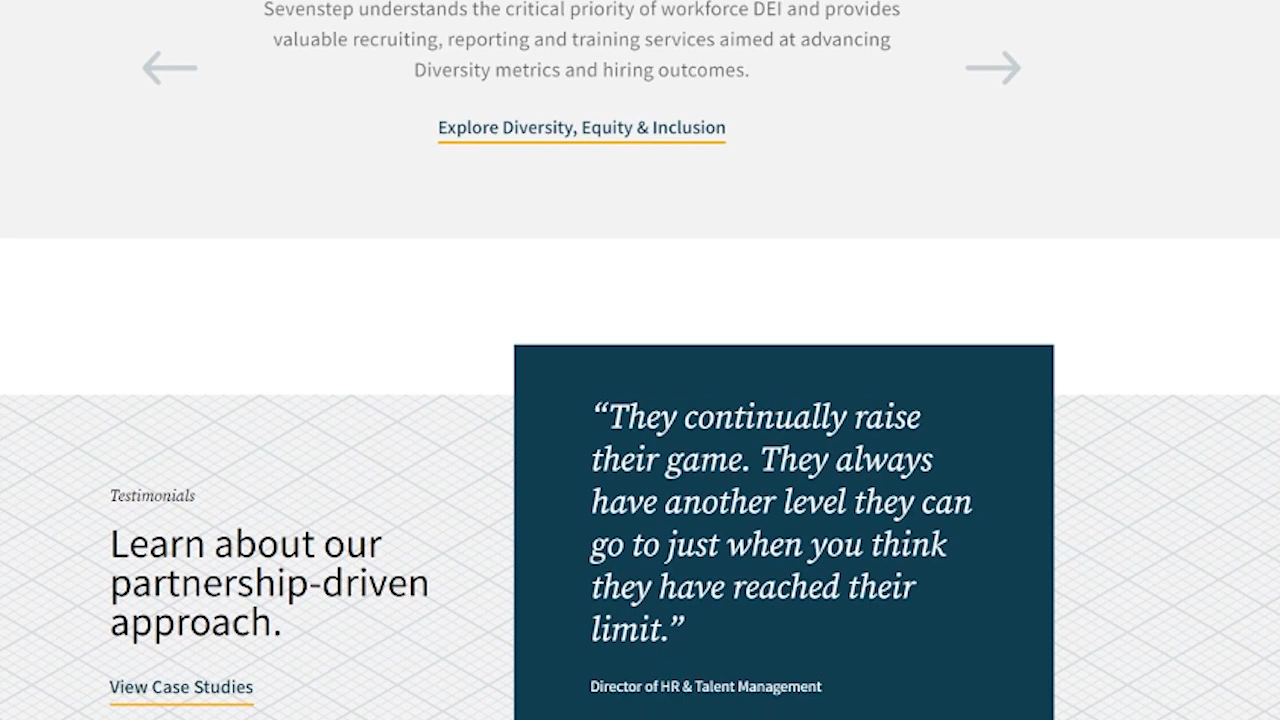 Sevenstep understands the critical priority of workforce DEI and provides
valuable recruiting, reporting and training services aimed at advancing
Diversity metrics and hiring outcomes.
Explore Diversity, Equity & Inclusion
Testimonials
Learn about our
partnership-driven
approach.
View Case Studies
“They continually raise
their game. They always
have another level they can
go to just when you think
they have reached their
limit.”
Director of HR & Talent Management